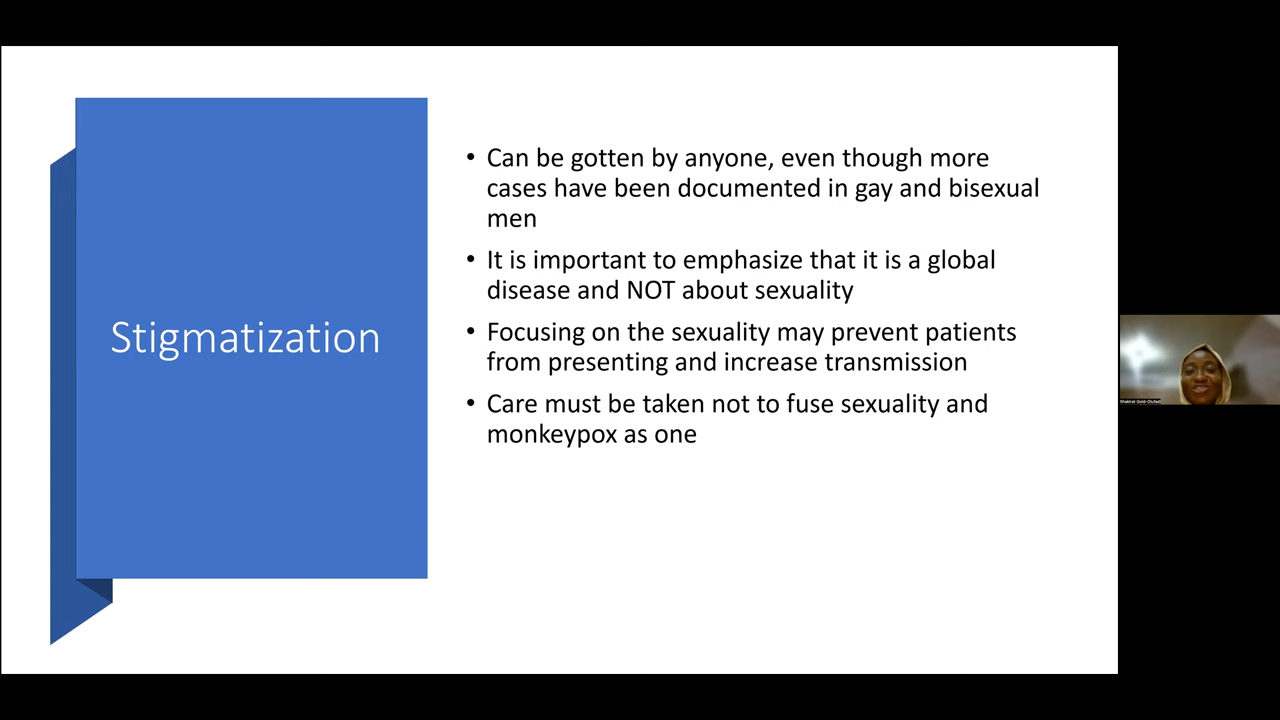 Stigmatization
• Can be gotten by anyone, even though more
cases have been documented in gay and bisexual
men
• It is important to emphasize that it is a global
disease and NOT about sexuality
• Focusing on the sexuality may prevent patients
from presenting and increase transmission
• Care must be taken not to fuse sexuality and
monkeypox as one